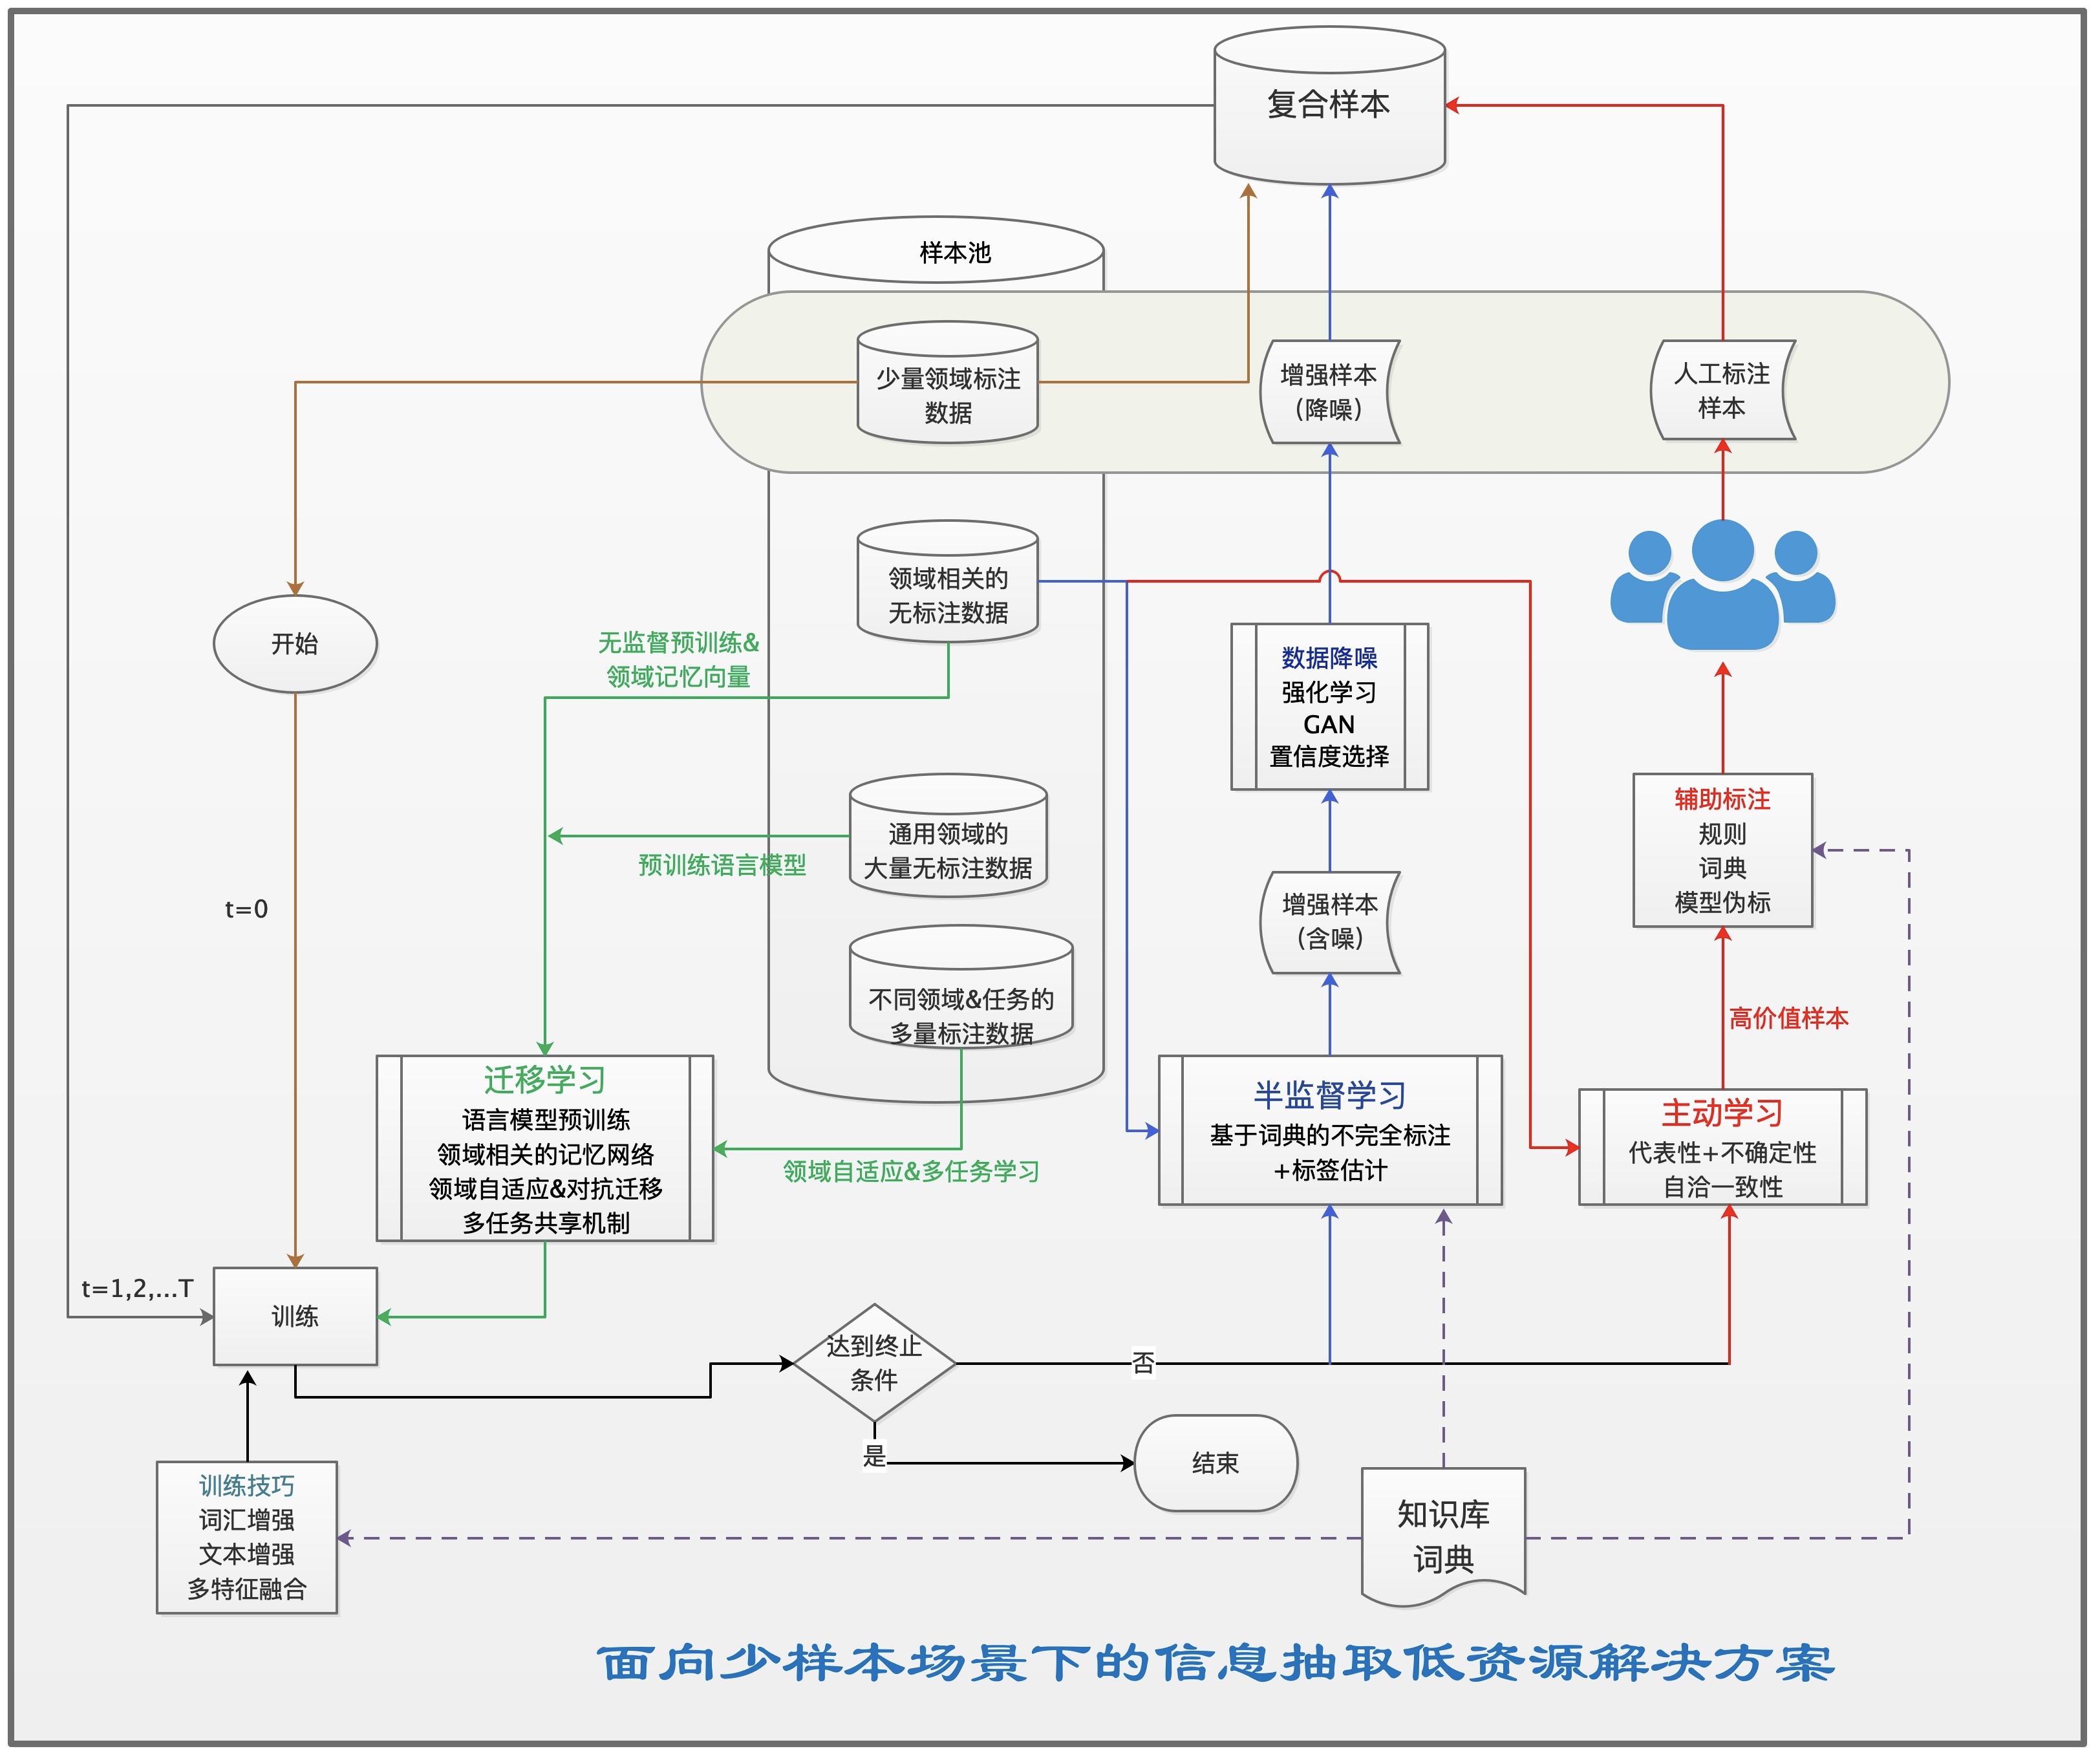 复合样本
样本池
少量领域标注
数据
增强样本
(降噪)
人工标注
样本
领域相关的
无标注数据
开始
无监督预训练&
领域记忆向量
数据降噪
强化学习
GAN
置信度选择
通用领域的
大量无标注数据
预训练语言模型
辅助标注
规则
词典
模型伪标
t=0
增强样本
(含噪)
不同领域&任务的
多量标注数据
高价值样本
迁移学习
语言模型预训练
领域相关的记忆网络
领域自适应&对抗迁移
多任务共享机制
领域自适应&多任务学习
半监督学习
基于词典的不完全标注
+标签估计
主动学习
代表性+不确定性
自洽一致性
t=1,2,...T
训练
达到终止
条件
否
是
结束
训练技巧
词汇增强
文本增强
多特征融合
知识库
词典
面向少样本场景下的信息抽取低资源解决方案